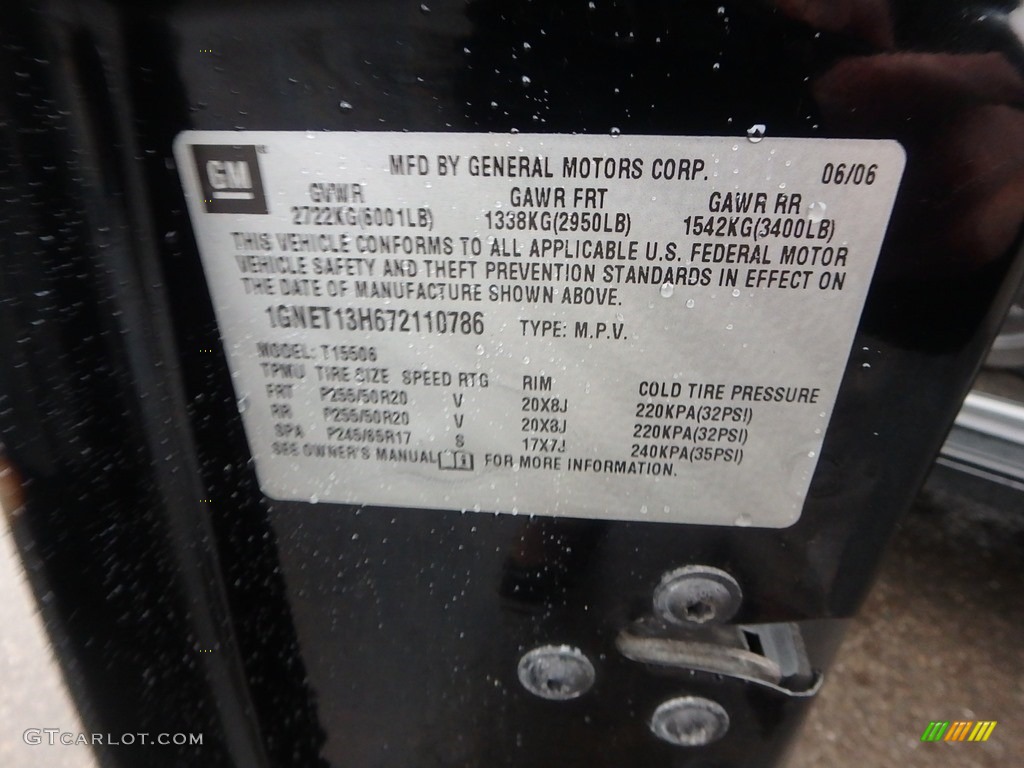 GM MFD BY GENERAL MOTORS CORP. 06/06
GVWR GAWR FRT GAWR RR
2722KG(6001LB) 1338KG(2950LB) 1542KG(3400LB)
THIS VEHICLE CONFORMS TO ALL APPLICABLE U.S. FEDERAL MOTOR
VEHICLE SAFETY AND THEFT PREVENTION STANDARDS IN EFFECT ON
THE DATE OF MANUFACTURE SHOWN ABOVE.
1GNET13H672110786 TYPE: M.P.V.
MODEL: T15506
TPMU TIRE SIZE SPEED RTG RIM COLD TIRE PRESSURE
FRT P255/50R20 V 20X8J 220KPA(32PSI)
RR P255/50R20 V 20X8J 220KPA(32PSI)
SPA P245/65R17 S 17X7J 240KPA(35PSI)
SEE OWNER'S MANUAL FOR MORE INFORMATION.
GTCARLOT.COM